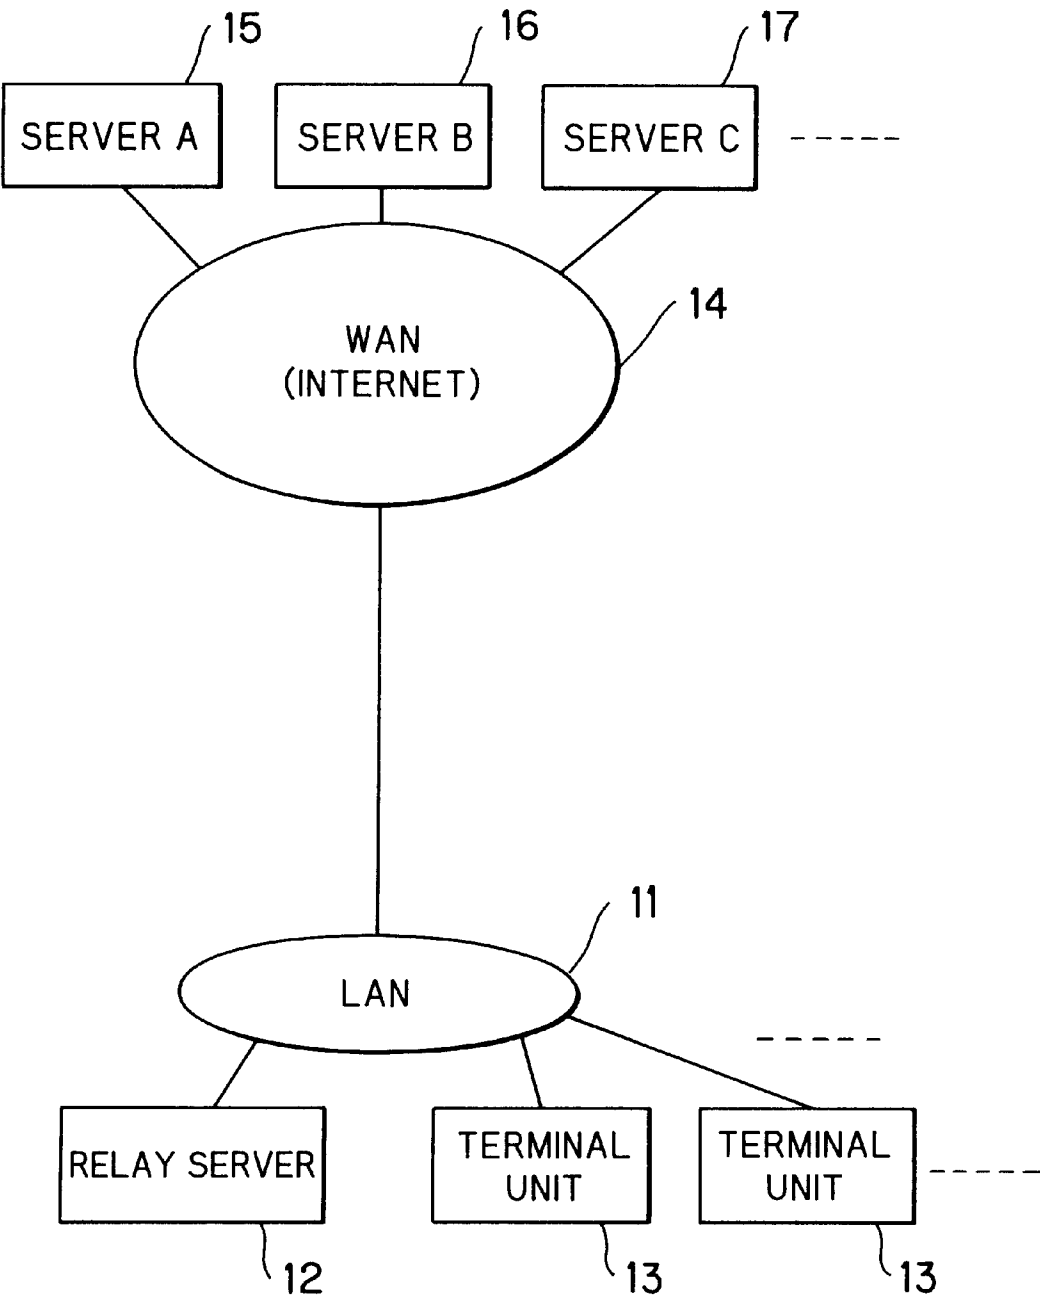 15
16
17
SERVER A
SERVER B
SERVER C
14
WAN
(INTERNET)
11
LAN
RELAY SERVER
TERMINAL
UNIT
TERMINAL
UNIT
12
13
13